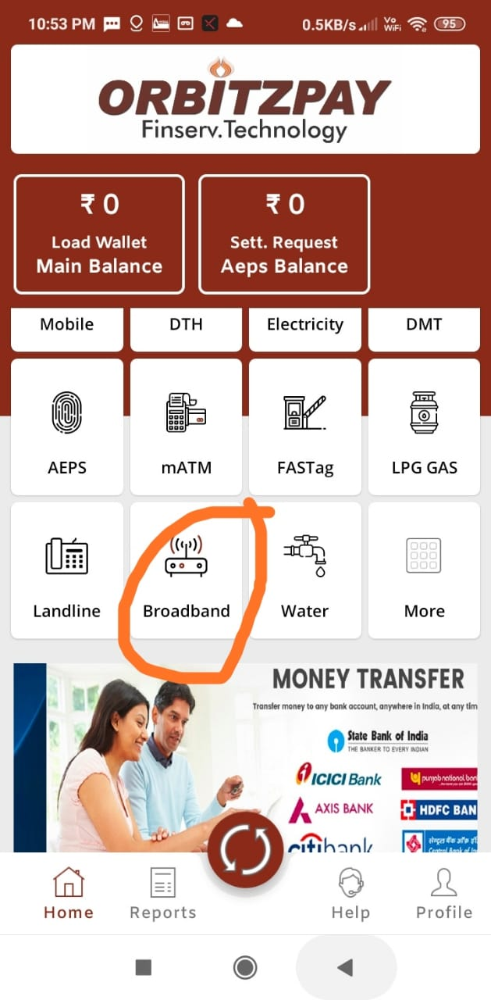 10:53 PM
0.5KB/s
Vo
WiFi
95
ORBITZPAY
Finserv.Technology
₹ 0
Load Wallet
Main Balance
₹ 0
Sett. Request
Aeps Balance
Mobile
DTH
Electricity
DMT
AEPS
mATM
FASTag
LPG GAS
Landline
Broadband
Water
More
MONEY TRANSFER
Transfer money to any bank account, anywhere in India, at any tim
State Bank of India
THE BANKER TO EVERY INDIAN
ICICI Bank
punjab national ban
AXIS BANK
HDFC BAN
citibank
Central Bank of In
Home
Reports
Help
Profile